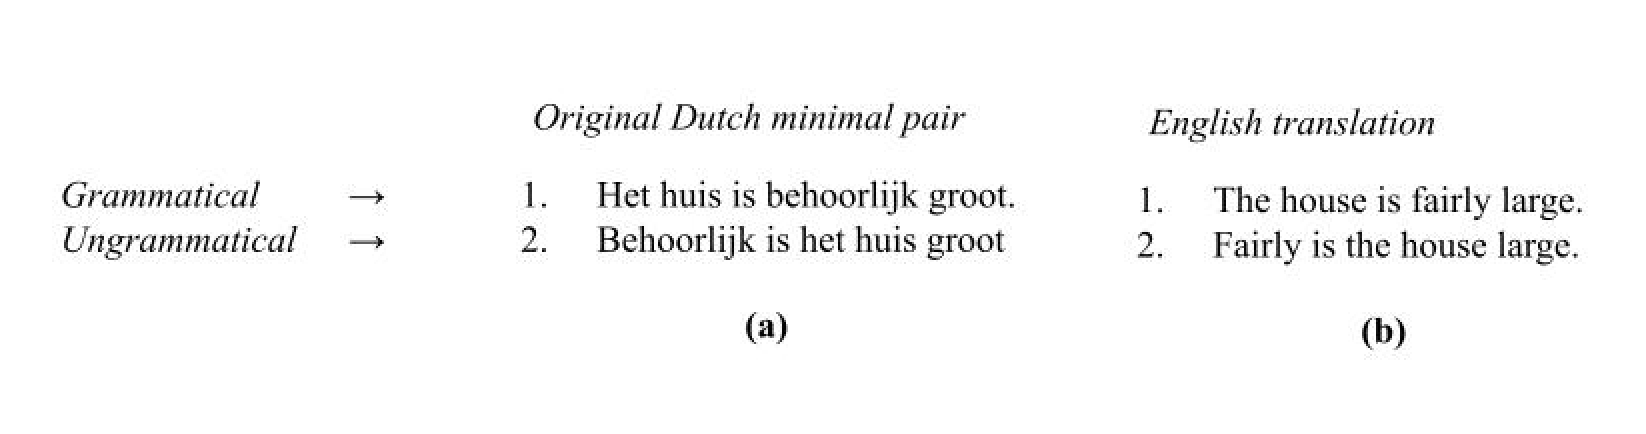 Original Dutch minimal pair English translation
Grammatical → 1. Het huis is behoorlijk groot. 1. The house is fairly large.
Ungrammatical → 2. Behoorlijk is het huis groot 2. Fairly is the house large.
(a) (b)